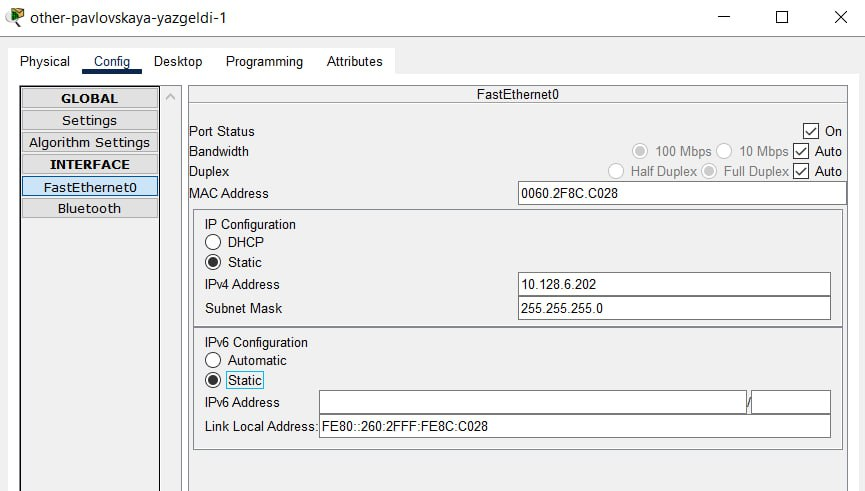 other-pavlovskaya-yazgeldi-1
Physical Config Desktop Programming Attributes
GLOBAL
Settings
Algorithm Settings
INTERFACE
FastEthernet0
Bluetooth
FastEthernet0
Port Status On
Bandwidth 100 Mbps 10 Mbps Auto
Duplex Half Duplex Full Duplex Auto
MAC Address 0060.2F8C.C028
IP Configuration
DHCP
Static
IPv4 Address 10.128.6.202
Subnet Mask 255.255.255.0
IPv6 Configuration
Automatic
Static
IPv6 Address /
Link Local Address: FE80::260:2FFF:FE8C:C028